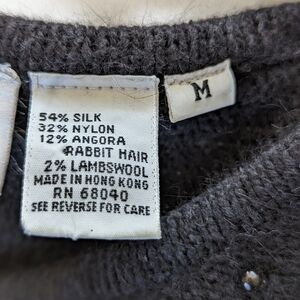 54% SILK
32% NYLON
12% ANGORA
RABBIT HAIR
2% LAMBSWOOL
MADE IN HONG KONG
RN 68040
SEE REVERSE FOR CARE
M